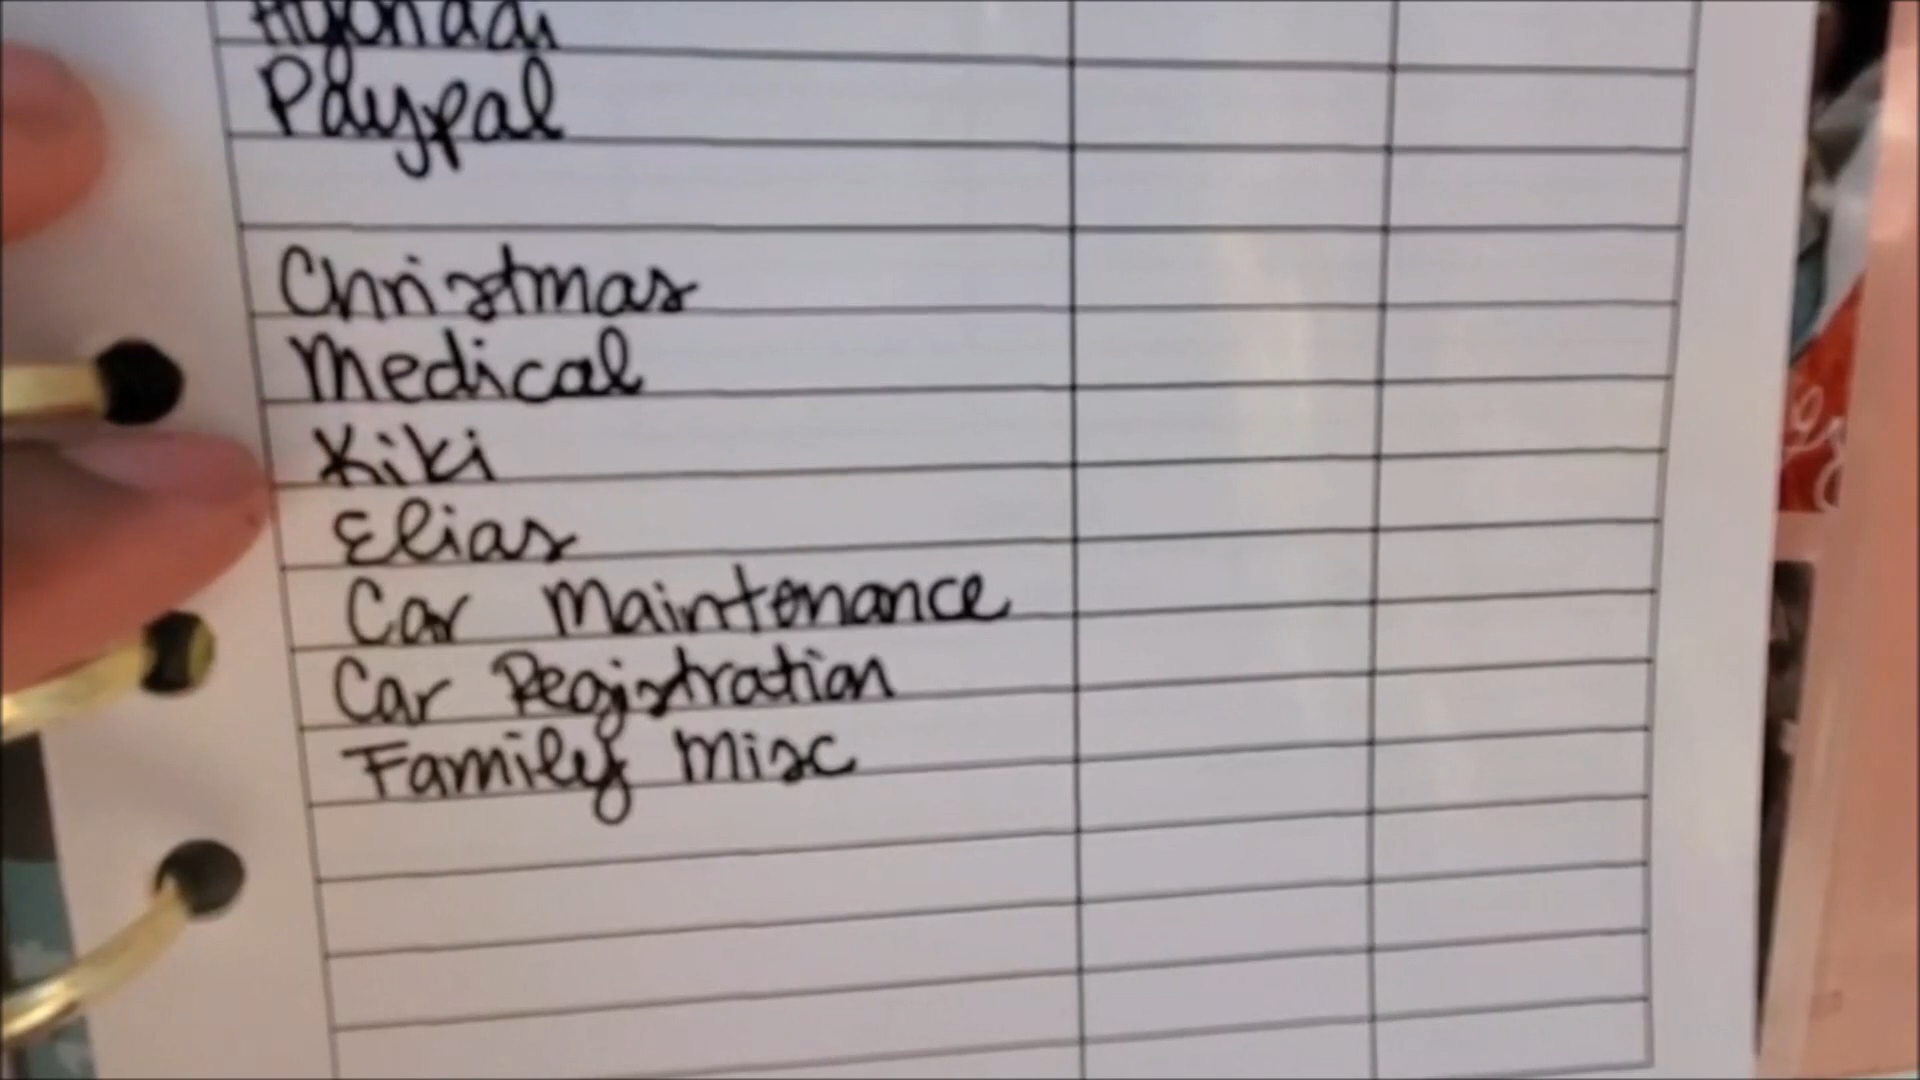 Paypal
Christmas
Medical
Kiki
Elias
Car Maintenance
Car Registration
Family Misc